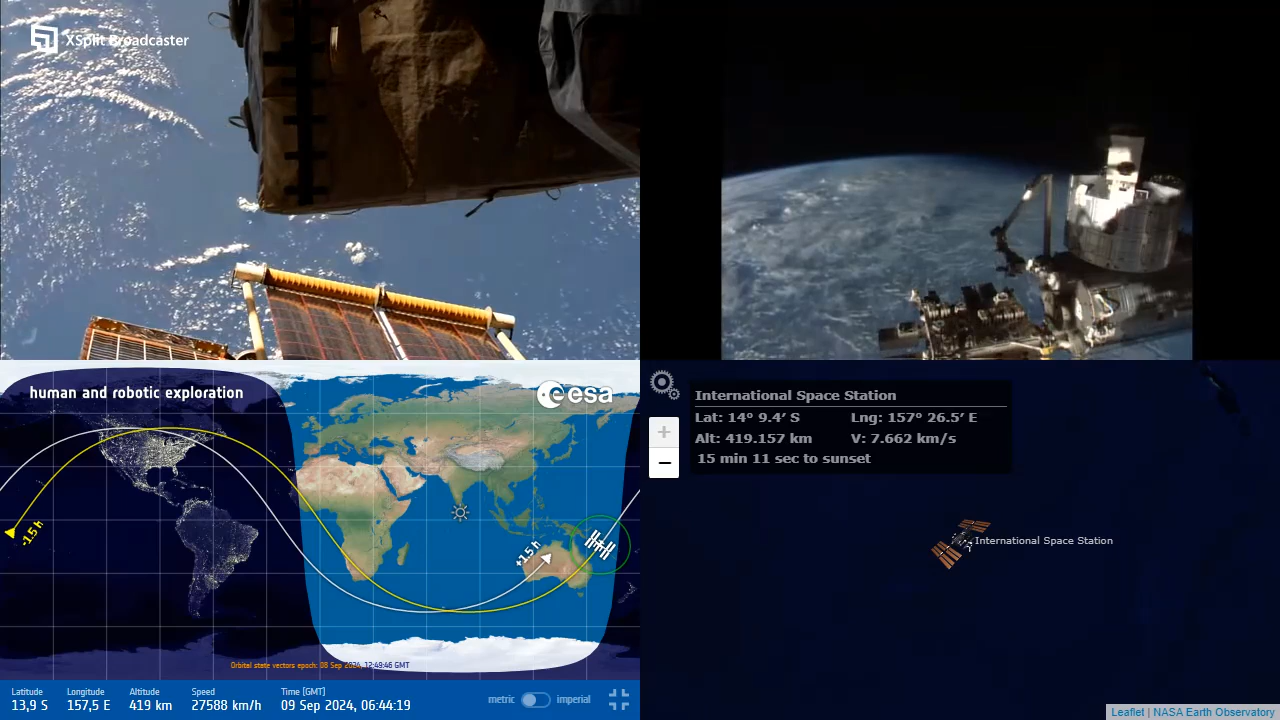 XSplit Broadcaster
human and robotic exploration
esa
-1.5 h
+1.5 h
Orbital state vectors epoch: 08 Sep 2024, 12:49:46 GMT
Latitude
13,9 S
Longitude
157,5 E
Altitude
419 km
Speed
27588 km/h
Time [GMT]
09 Sep 2024, 06:44:19
metric
imperial
+
−
International Space Station
Lat: 14° 9.4′ S
Lng: 157° 26.5′ E
Alt: 419.157 km
V: 7.662 km/s
15 min 11 sec to sunset
International Space Station
Leaflet | NASA Earth Observatory